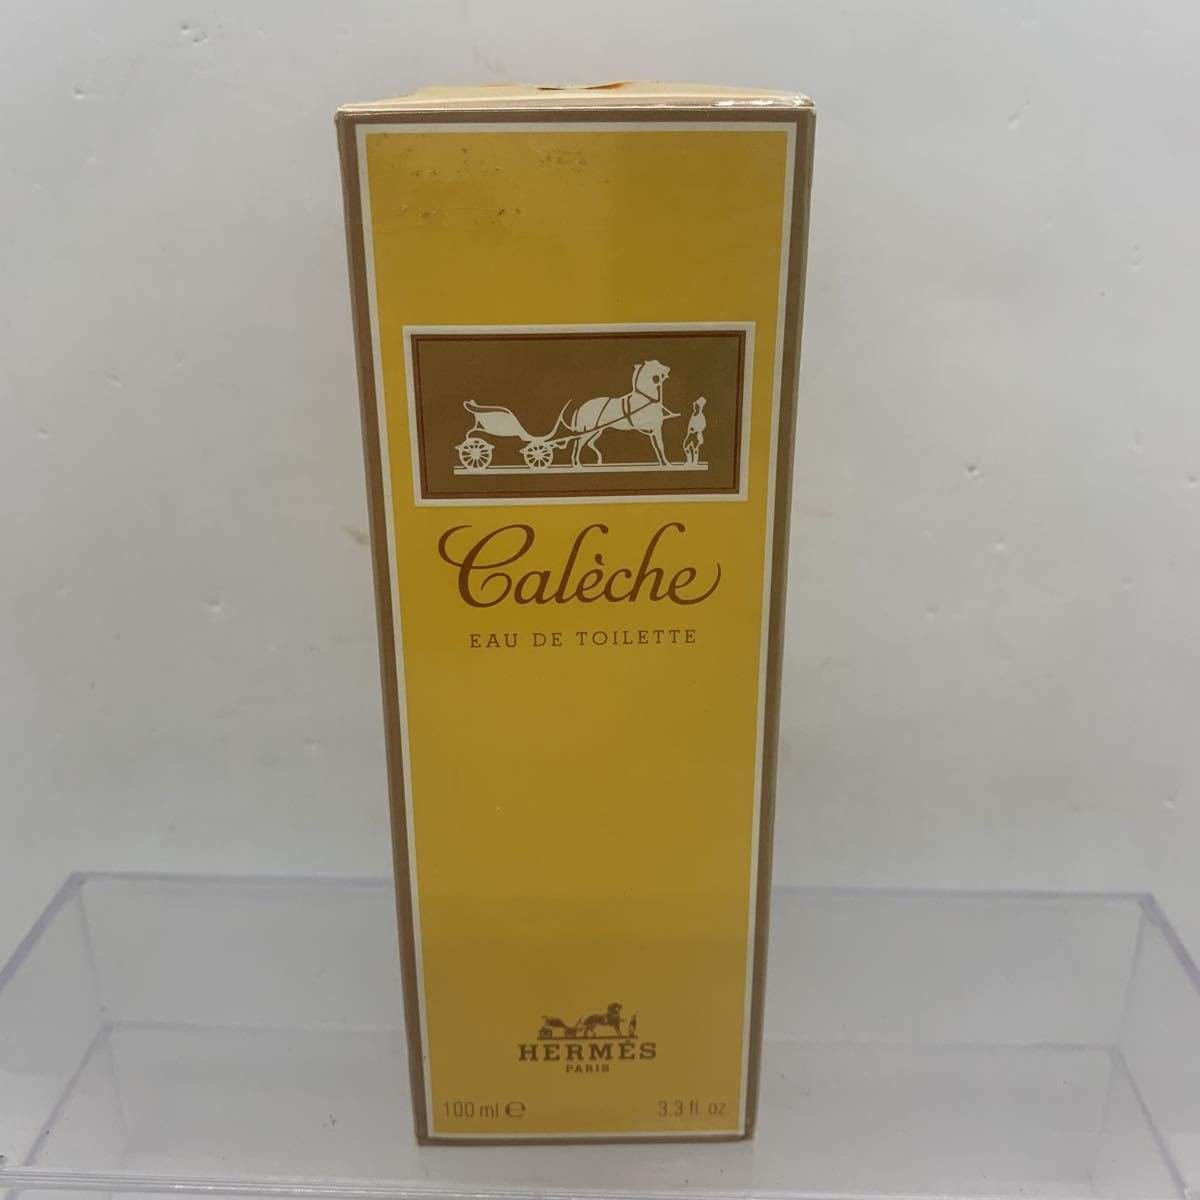 Calèche
EAU DE TOILETTE
HERMÈS
PARIS
100 ml ℮
3.3 fl. oz.